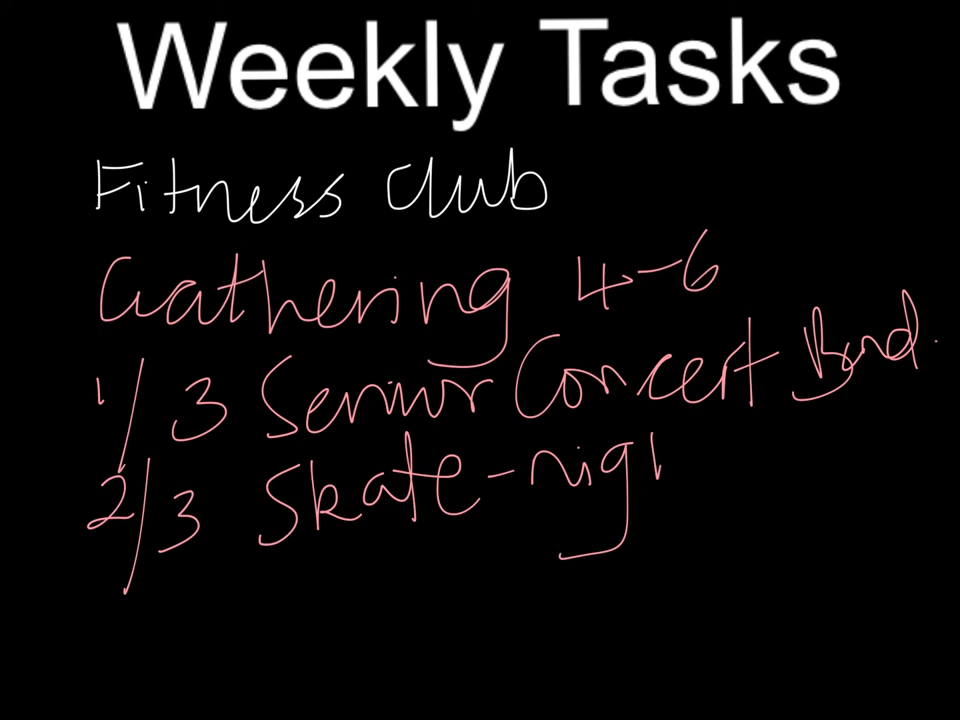 Weekly Tasks
Fitness Club
Gathering 4-6
1/3 Senior Concert Band.
2/3 Skate-nig